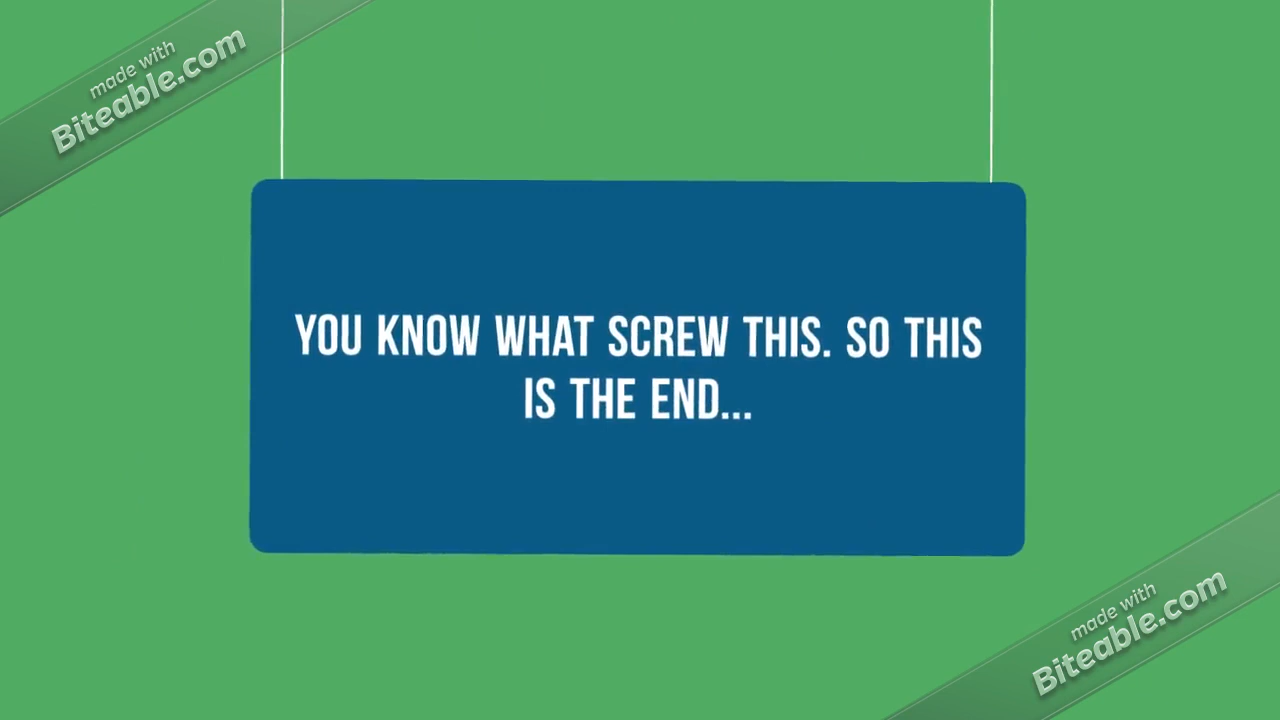 made with
Biteable.com
YOU KNOW WHAT SCREW THIS. SO THIS
IS THE END...
made with
Biteable.com